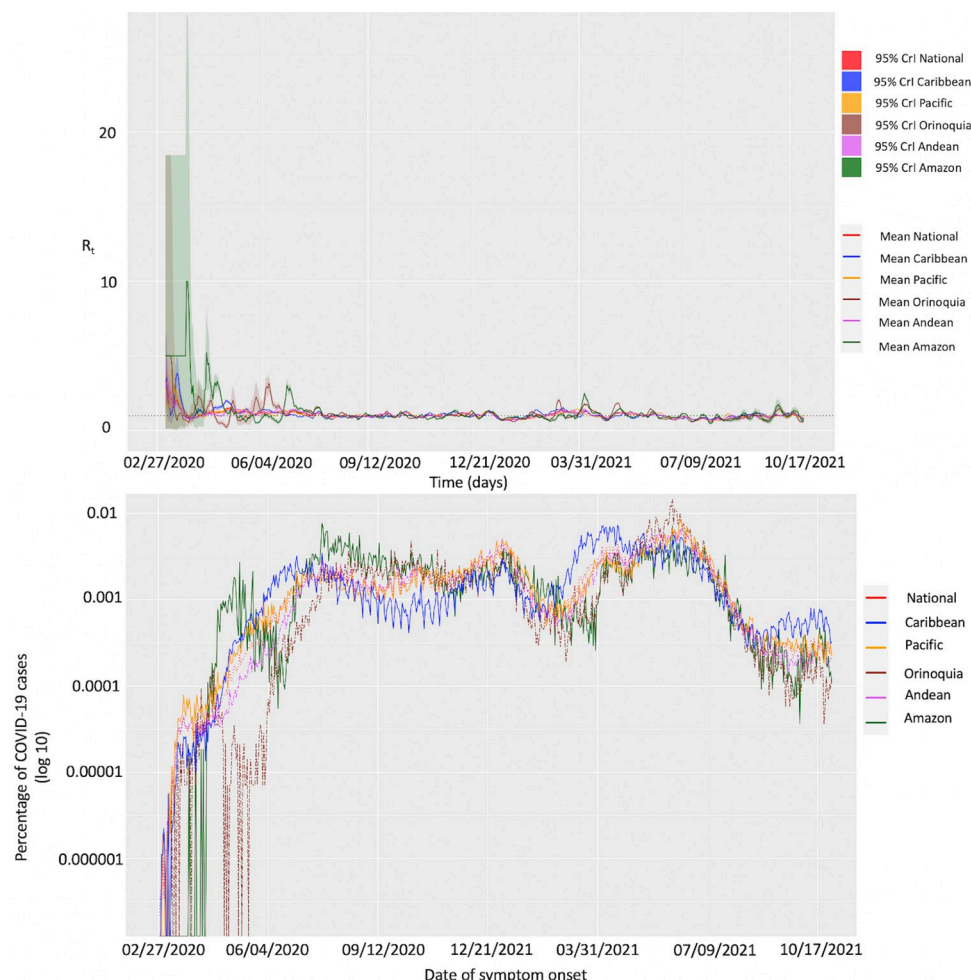 20
R_t
10
0
02/27/2020 06/04/2020 09/12/2020 12/21/2020 03/31/2021 07/09/2021 10/17/2021
Time (days)
95% CrI National
95% CrI Caribbean
95% CrI Pacific
95% CrI Orinoquia
95% CrI Andean
95% CrI Amazon
Mean National
Mean Caribbean
Mean Pacific
Mean Orinoquia
Mean Andean
Mean Amazon
0.01
0.001
0.0001
0.00001
0.000001
Percentage of COVID-19 cases
(log 10)
02/27/2020 06/04/2020 09/12/2020 12/21/2021 03/31/2021 07/09/2021 10/17/2021
Date of symptom onset
National
Caribbean
Pacific
Orinoquia
Andean
Amazon